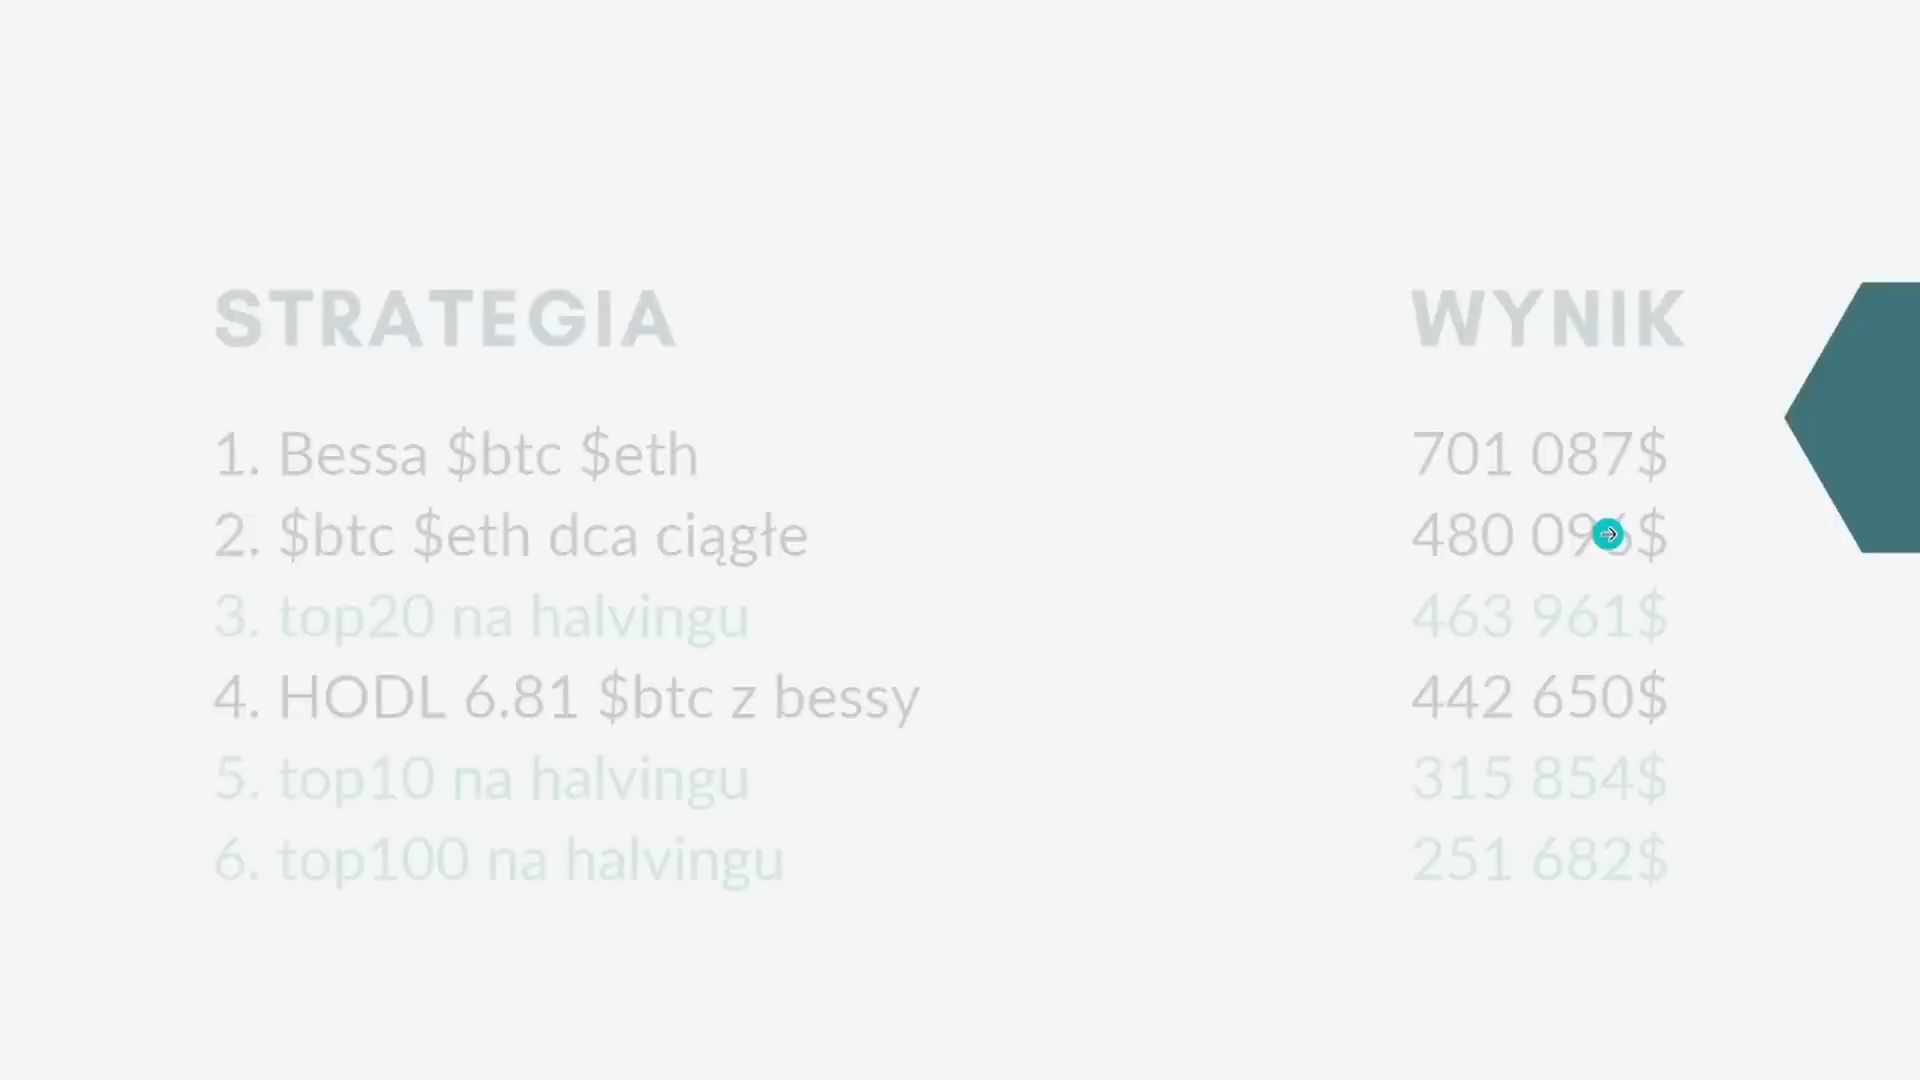 STRATEGIA WYNIK
1. Bessa $btc $eth 701 087$
2. $btc $eth dca ciągłe 480 096$
3. top20 na halvingu 463 961$
4. HODL 6.81 $btc z bessy 442 650$
5. top10 na halvingu 315 854$
6. top100 na halvingu 251 682$